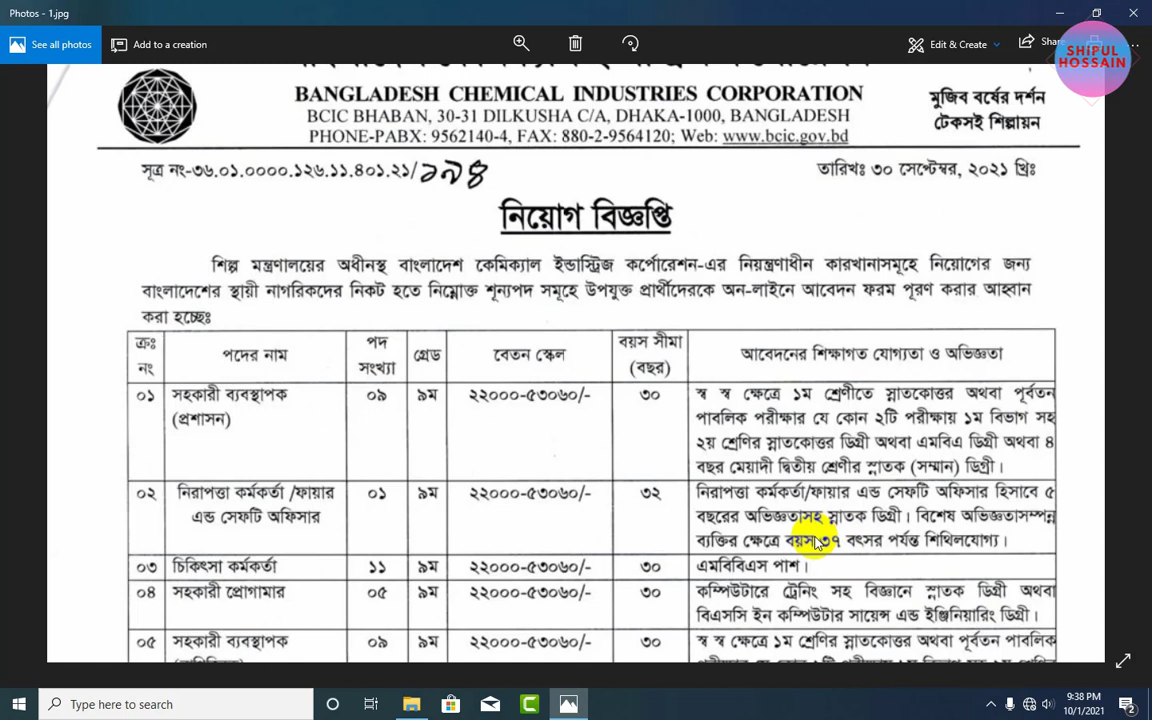 Photos - 1.jpg
See all photos
Add to a creation
Edit & Create
Share
SHiPUL
HOSSAIN
BANGLADESH CHEMICAL INDUSTRIES CORPORATION
BCIC BHABAN, 30-31 DILKUSHA C/A, DHAKA-1000, BANGLADESH
PHONE-PABX: 9562140-4, FAX: 880-2-9564120; Web: www.bcic.gov.bd
মুজিব বর্ষের দর্শন
টেকসই শিল্পায়ন
সূত্র নং-৩৬.০১.০০০০.১২৬.১১.৪০১.২১/১৯৪
তারিখঃ ৩০ সেপ্টেম্বর, ২০২১ খ্রিঃ
নিয়োগ বিজ্ঞপ্তি
শিল্প মন্ত্রণালয়ের অধীনস্থ বাংলাদেশ কেমিক্যাল ইন্ডাস্ট্রিজ কর্পোরেশন-এর নিয়ন্ত্রণাধীন কারখানাসমূহে নিয়োগের জন্য
বাংলাদেশের স্থায়ী নাগরিকদের নিকট হতে নিম্নোক্ত শূন্যপদ সমূহে উপযুক্ত প্রার্থীদেরকে অন-লাইনে আবেদন ফরম পূরণ করার আহ্বান
করা হচ্ছেঃ
ক্রঃ নং পদের নাম পদ সংখ্যা গ্রেড বেতন স্কেল বয়স সীমা (বছর) আবেদনের শিক্ষাগত যোগ্যতা ও অভিজ্ঞতা
০১ সহকারী ব্যবস্থাপক ০৯ ৯ম ২২০০০-৫৩০৬০/- ৩০ স্ব স্ব ক্ষেত্রে ১ম শ্রেণীতে স্নাতকোত্তর অথবা পূর্বতন
(প্রশাসন) পাবলিক পরীক্ষার যে কোন ২টি পরীক্ষায় ১ম বিভাগ সহ
২য় শ্রেণির স্নাতকোত্তর ডিগ্রী অথবা এমবিএ ডিগ্রী অথবা ৪
বছর মেয়াদী দ্বিতীয় শ্রেণীর স্নাতক (সম্মান) ডিগ্রী।
০২ নিরাপত্তা কর্মকর্তা /ফায়ার ০১ ৯ম ২২০০০-৫৩০৬০/- ৩২ নিরাপত্তা কর্মকর্তা/ফায়ার এন্ড সেফটি অফিসার হিসাবে ৫
এন্ড সেফটি অফিসার বছরের অভিজ্ঞতাসহ স্নাতক ডিগ্রী। বিশেষ অভিজ্ঞতাসম্পন্ন
ব্যক্তির ক্ষেত্রে বয়স ৩৭ বৎসর পর্যন্ত শিথিলযোগ্য।
০৩ চিকিৎসা কর্মকর্তা ১১ ৯ম ২২০০০-৫৩০৬০/- ৩০ এমবিবিএস পাশ।
০৪ সহকারী প্রোগামার ০৫ ৯ম ২২০০০-৫৩০৬০/- ৩০ কম্পিউটারে ট্রেনিং সহ বিজ্ঞানে স্নাতক ডিগ্রী অথবা
বিএসসি ইন কম্পিউটার সায়েন্স এন্ড ইঞ্জিনিয়ারিং ডিগ্রী।
০৫ সহকারী ব্যবস্থাপক ০৯ ৯ম ২২০০০-৫৩০৬০/- ৩০ স্ব স্ব ক্ষেত্রে ১ম শ্রেণির স্নাতকোত্তর অথবা পূর্বতন পাবলিক
Type here to search
9:38 PM
10/1/2021
2